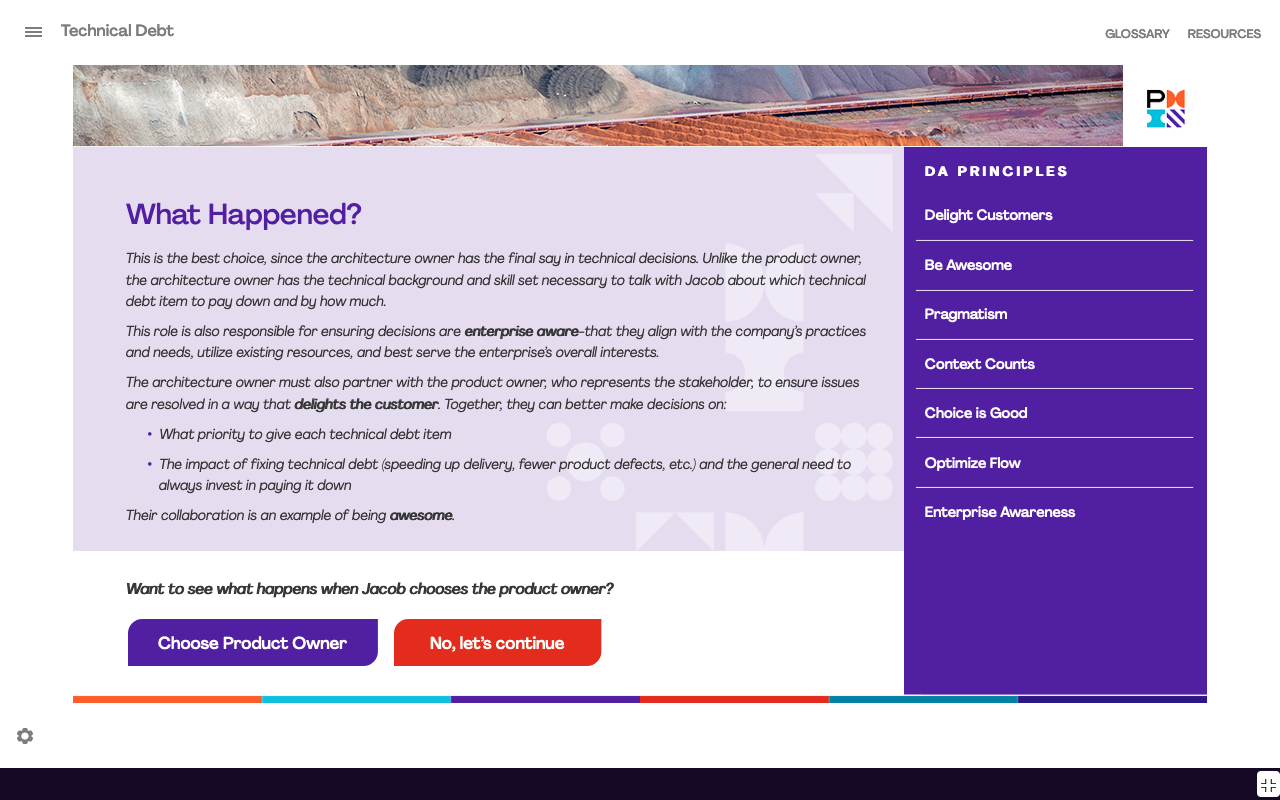 Technical Debt
GLOSSARY
RESOURCES
What Happened?
This is the best choice, since the architecture owner has the final say in technical decisions. Unlike the product owner,
the architecture owner has the technical background and skill set necessary to talk with Jacob about which technical
debt item to pay down and by how much.
This role is also responsible for ensuring decisions are enterprise aware–that they align with the company's practices
and needs, utilize existing resources, and best serve the enterprise's overall interests.
The architecture owner must also partner with the product owner, who represents the stakeholder, to ensure issues
are resolved in a way that delights the customer. Together, they can better make decisions on:
• What priority to give each technical debt item
• The impact of fixing technical debt (speeding up delivery, fewer product defects, etc.) and the general need to
always invest in paying it down
Their collaboration is an example of being awesome.
Want to see what happens when Jacob chooses the product owner?
Choose Product Owner
No, let's continue
DA PRINCIPLES
Delight Customers
Be Awesome
Pragmatism
Context Counts
Choice is Good
Optimize Flow
Enterprise Awareness